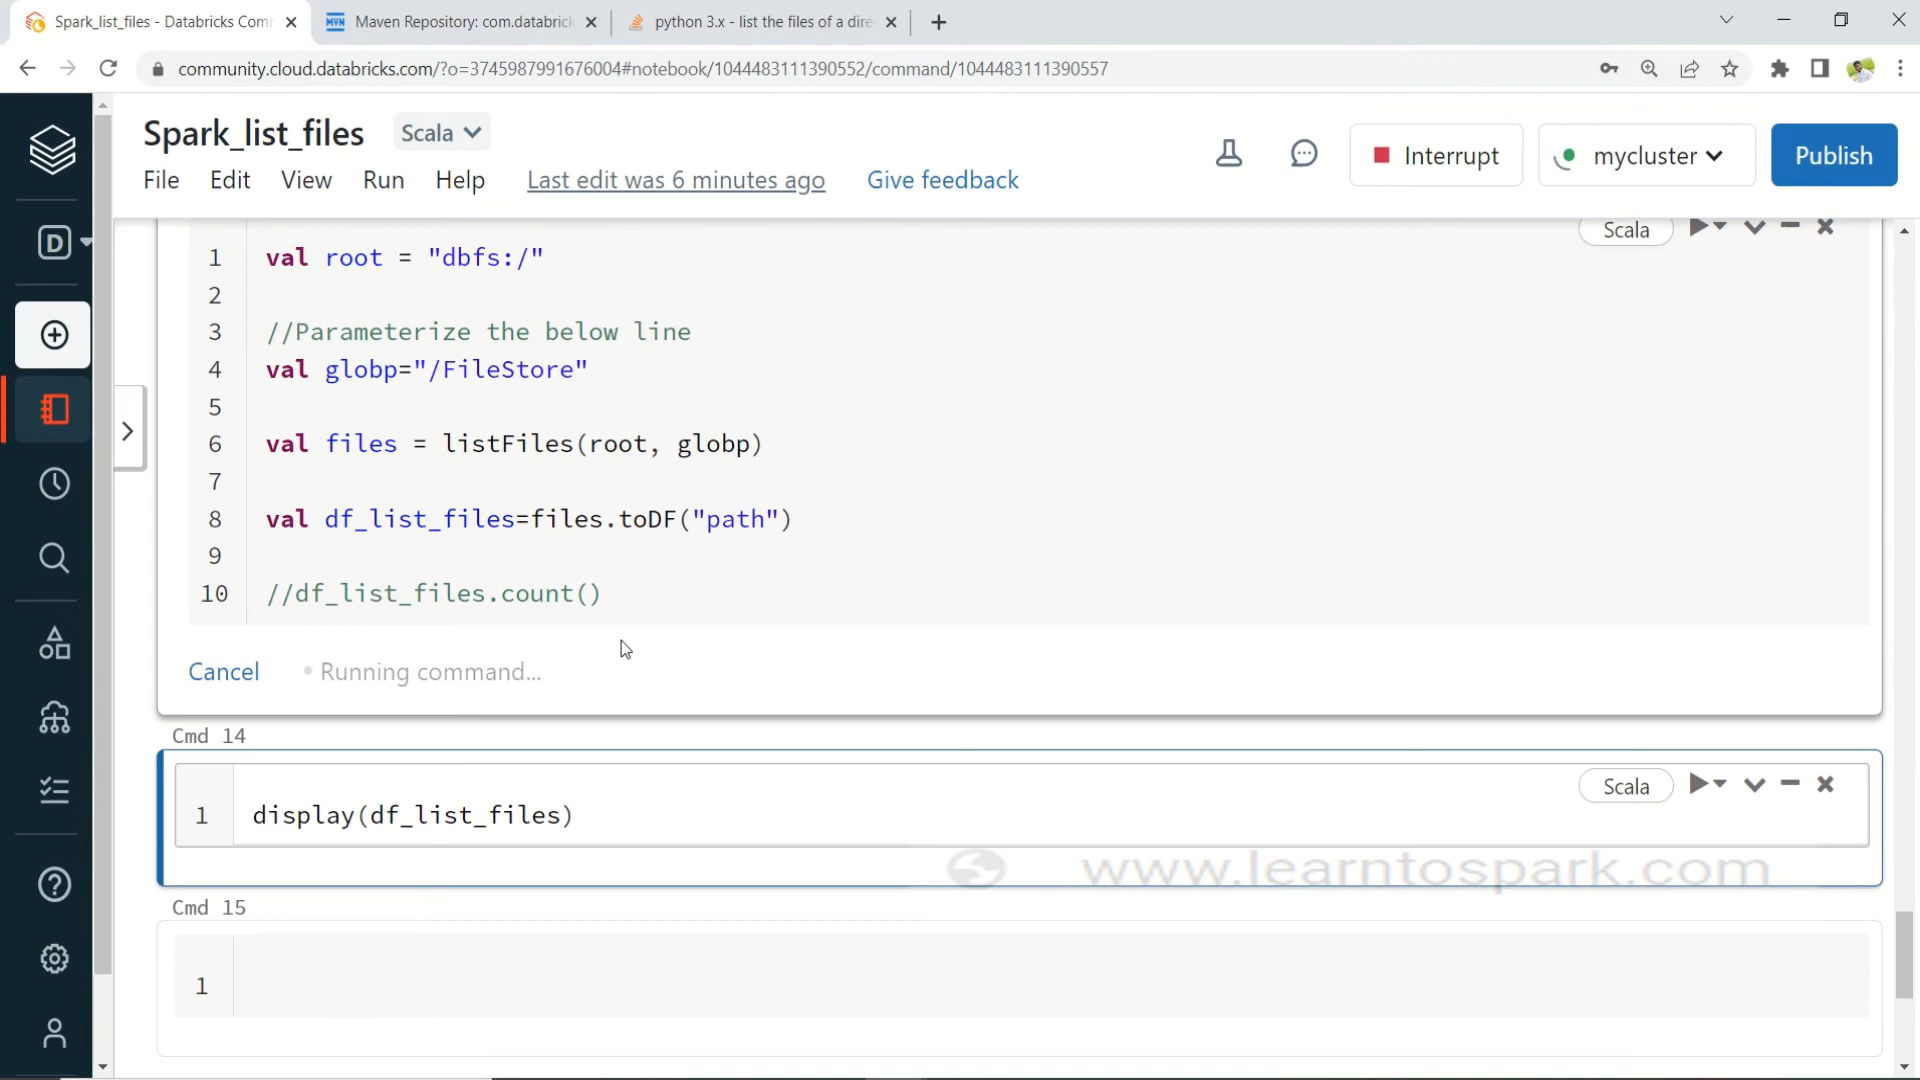 Spark_list_files - Databricks Com
Maven Repository: com.databrick
python 3.x - list the files of a dire
community.cloud.databricks.com/?o=3745987991676004#notebook/1044483111390552/command/1044483111390557
Spark_list_files
Scala
File Edit View Run Help Last edit was 6 minutes ago Give feedback
Interrupt
mycluster
Publish
D
Scala
1 val root = "dbfs:/"
2
3 //Parameterize the below line
4 val globp="/FileStore"
5
6 val files = listFiles(root, globp)
7
8 val df_list_files=files.toDF("path")
9
10 //df_list_files.count()
Cancel Running command...
Cmd 14
Scala
1 display(df_list_files)
www.learntospark.com
Cmd 15
1